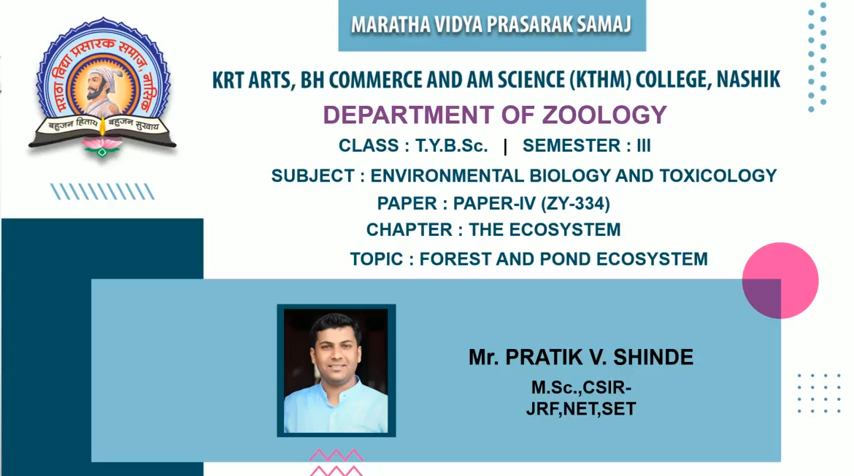 MARATHA VIDYA PRASARAK SAMAJ
मराठा विद्या प्रसारक समाज, नाशिक
बहुजन हिताय बहुजन सुखाय
KRT ARTS, BH COMMERCE AND AM SCIENCE (KTHM) COLLEGE, NASHIK
DEPARTMENT OF ZOOLOGY
CLASS : T.Y.B.Sc. | SEMESTER : III
SUBJECT : ENVIRONMENTAL BIOLOGY AND TOXICOLOGY
PAPER : PAPER-IV (ZY-334)
CHAPTER : THE ECOSYSTEM
TOPIC : FOREST AND POND ECOSYSTEM
Mr. PRATIK V. SHINDE
M.Sc.,CSIR-
JRF,NET,SET